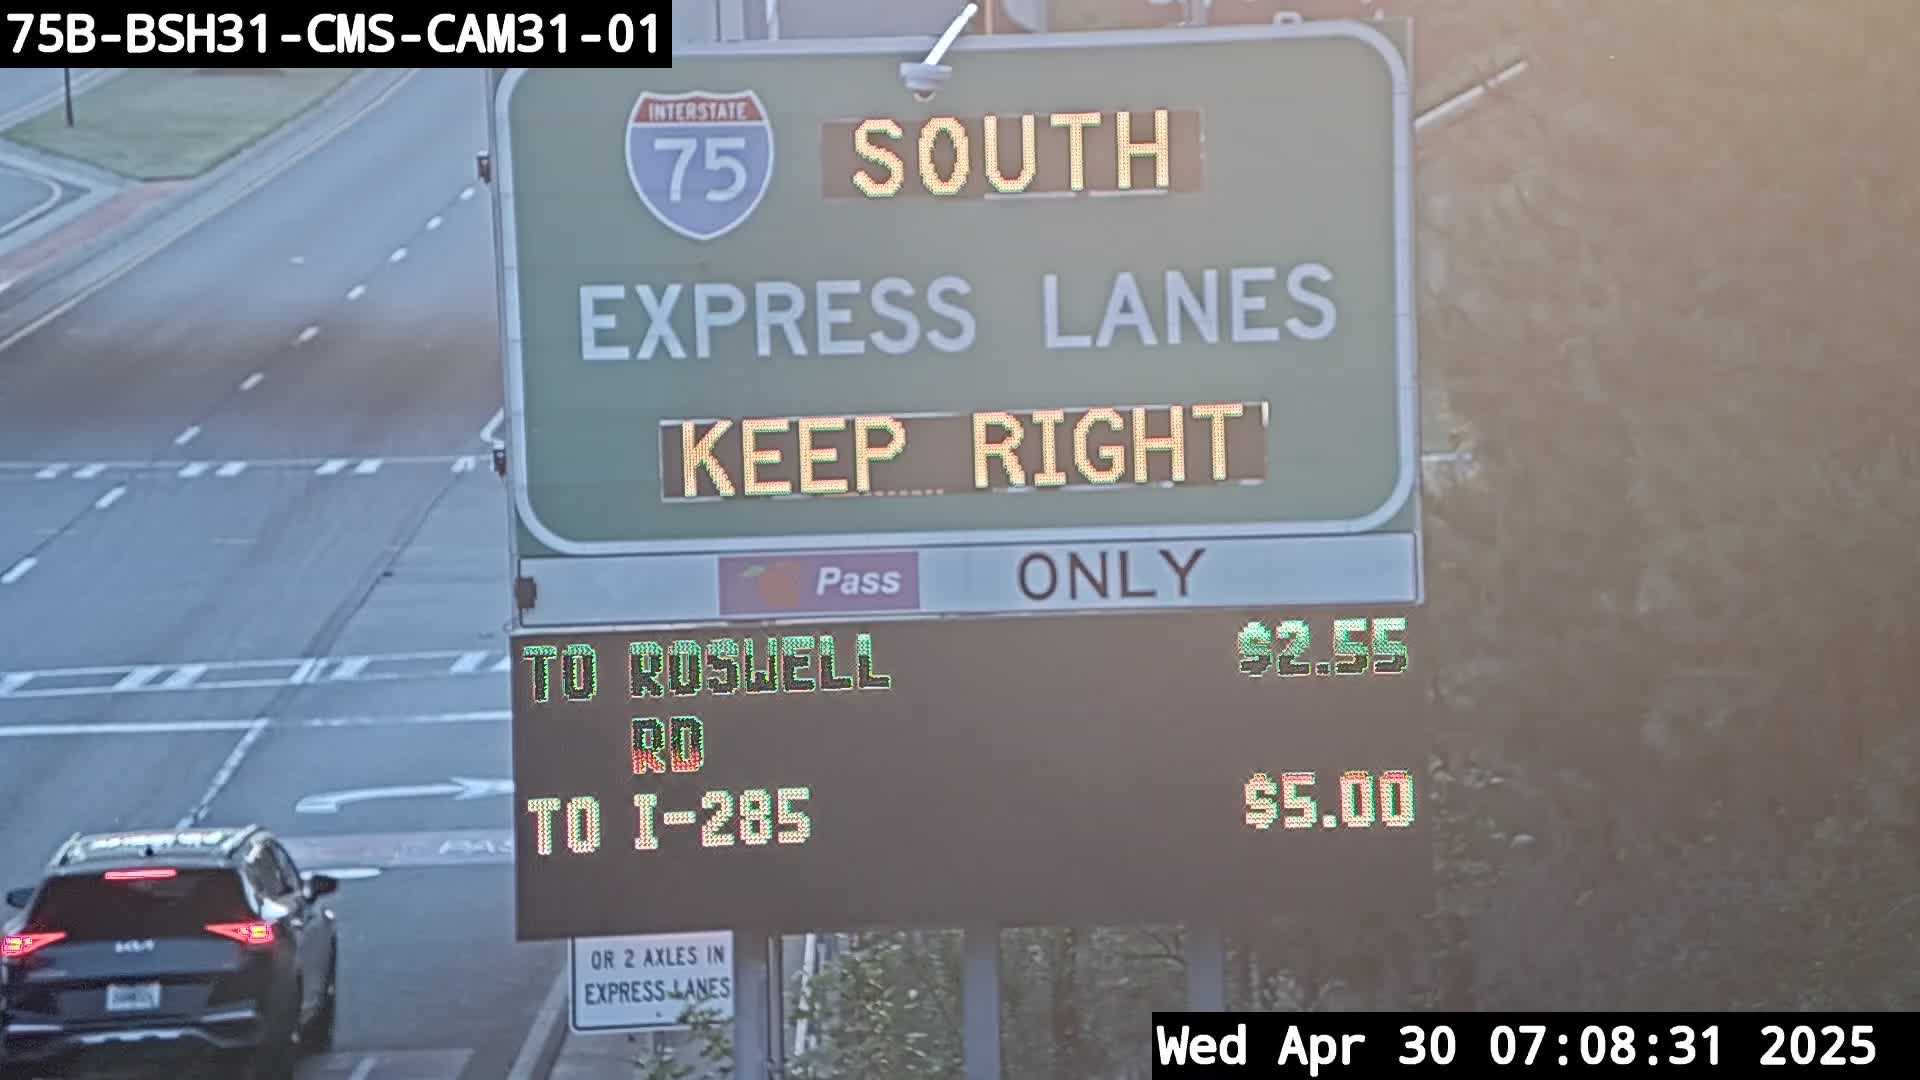 75B-BSH31-CMS-CAM31-01
INTERSTATE
75
SOUTH
EXPRESS LANES
KEEP RIGHT
Pass
ONLY
TO ROSWELL $2.55
RD
TO I-285 $5.00
OR 2 AXLES IN
EXPRESS LANES
KIA
Wed Apr 30 07:08:31 2025